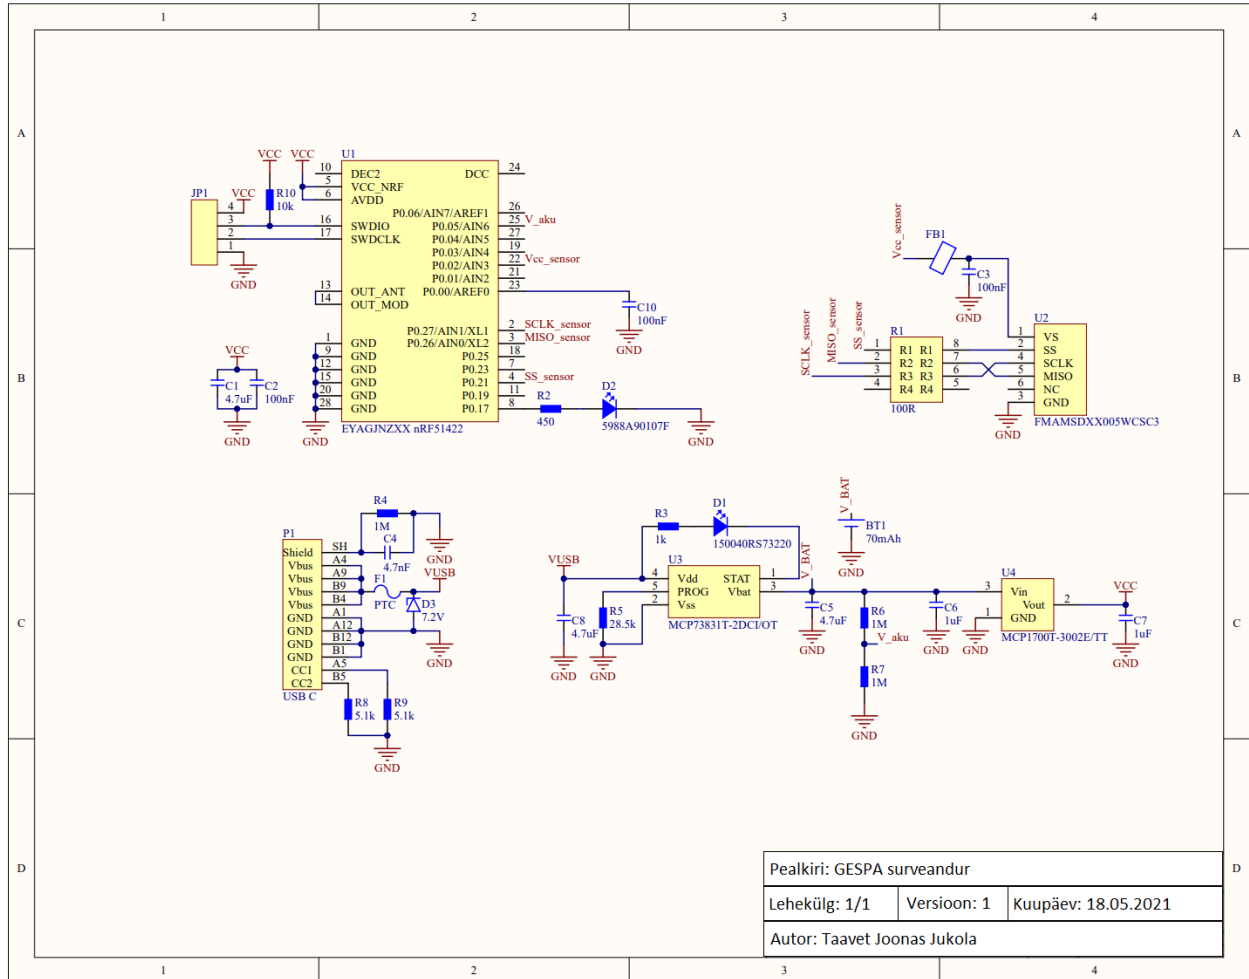 1 2 3 4
A A
B B
C C
D D
1 2 3 4
JP1
VCC
4
3
2
1
GND
VCC
R10
10k
VCC
U1
10 DEC2 DCC 24
5 VCC_NRF
6 AVDD
P0.06/AIN7/AREF1 26
16 SWDIO P0.05/AIN6 25 V_aku
17 SWDCLK P0.04/AIN5 27
P0.03/AIN4 19
P0.02/AIN3 22 Vcc_sensor
P0.01/AIN2 21
13 OUT_ANT P0.00/AREF0 23
14 OUT_MOD
P0.27/AIN1/XL1 2 SCLK_sensor
1 GND P0.26/AIN0/XL2 3 MISO_sensor
9 GND P0.25 18
12 GND P0.23 7
15 GND P0.21 4 SS_sensor
20 GND P0.19 11
28 GND P0.17 8
EYAGJNZXX nRF51422
GND
C10
100nF
GND
R2
450
D2
5988A90107F
GND
VCC
C1
4.7uF
C2
100nF
GND
Vcc_sensor
FB1
C3
100nF
GND
SCLK_sensor
MISO_sensor
SS_sensor
R1
1 R1 R1 8
2 R2 R2 7
3 R3 R3 6
4 R4 R4 5
100R
U2
1 VS
2 SS
4 SCLK
5 MISO
6 NC
3 GND
FMAMSDXX005WCSC3
GND
P1
Shield SH
Vbus A4
Vbus A9
Vbus B9
Vbus B4
GND A1
GND A12
GND B12
GND B1
CC1 A5
CC2 B5
USB C
R4
1M
C4
4.7nF
GND
F1
PTC
VUSB
D3
7.2V
GND
R8
5.1k
R9
5.1k
GND
VUSB
C8
4.7uF
GND
R3
1k
D1
150040RS73220
U3
4 Vdd STAT 1
5 PROG Vbat 3
2 Vss
MCP73831T-2DCI/OT
R5
28.5k
GND
V_BAT
C5
4.7uF
GND
V_BAT
BT1
70mAh
GND
R6
1M
V_aku
R7
1M
GND
C6
1uF
GND
U4
3 Vin
Vout 2
1 GND
MCP1700T-3002E/TT
GND
VCC
C7
1uF
GND
Pealkiri: GESPA surveandur
Lehekülg: 1/1 Versioon: 1 Kuupäev: 18.05.2021
Autor: Taavet Joonas Jukola